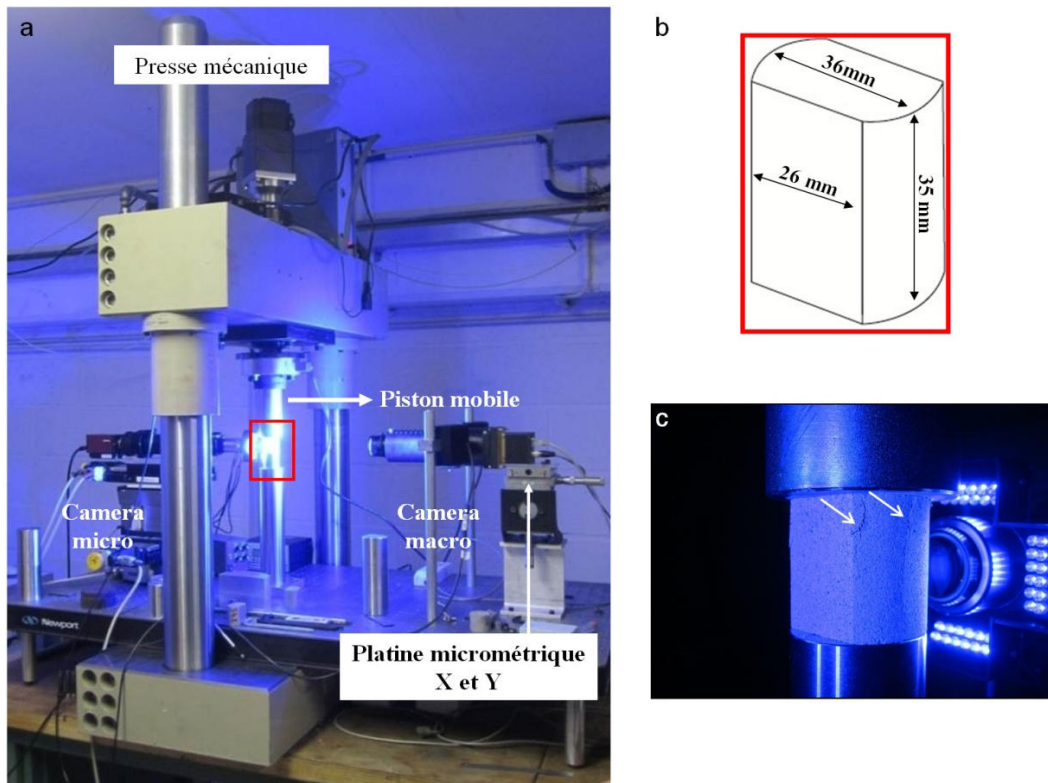 a
Presse mécanique
Piston mobile
Camera
micro
Camera
macro
Newport
Platine micrométrique
X et Y
b
36mm
26 mm
35 mm
c